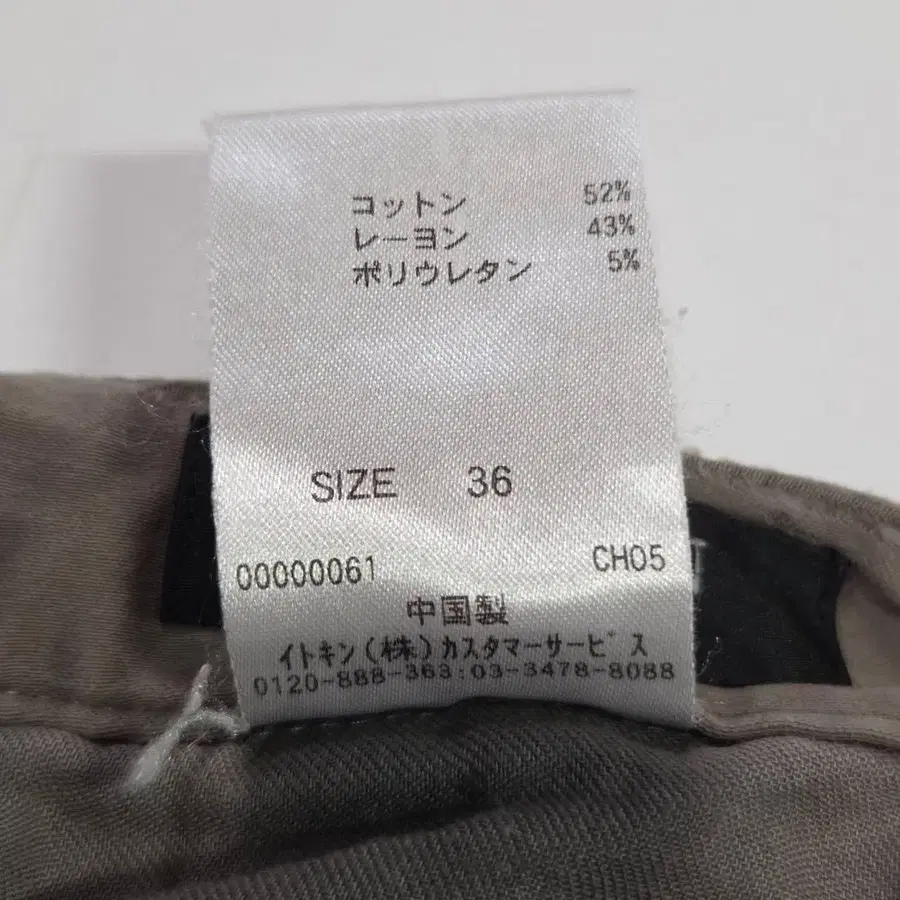 コットン 52%
レーヨン 43%
ポリウレタン 5%
SIZE 36
00000061 CH05
中国製
イトキン(株)カスタマーサービス
0120-888-363:03-3478-8088